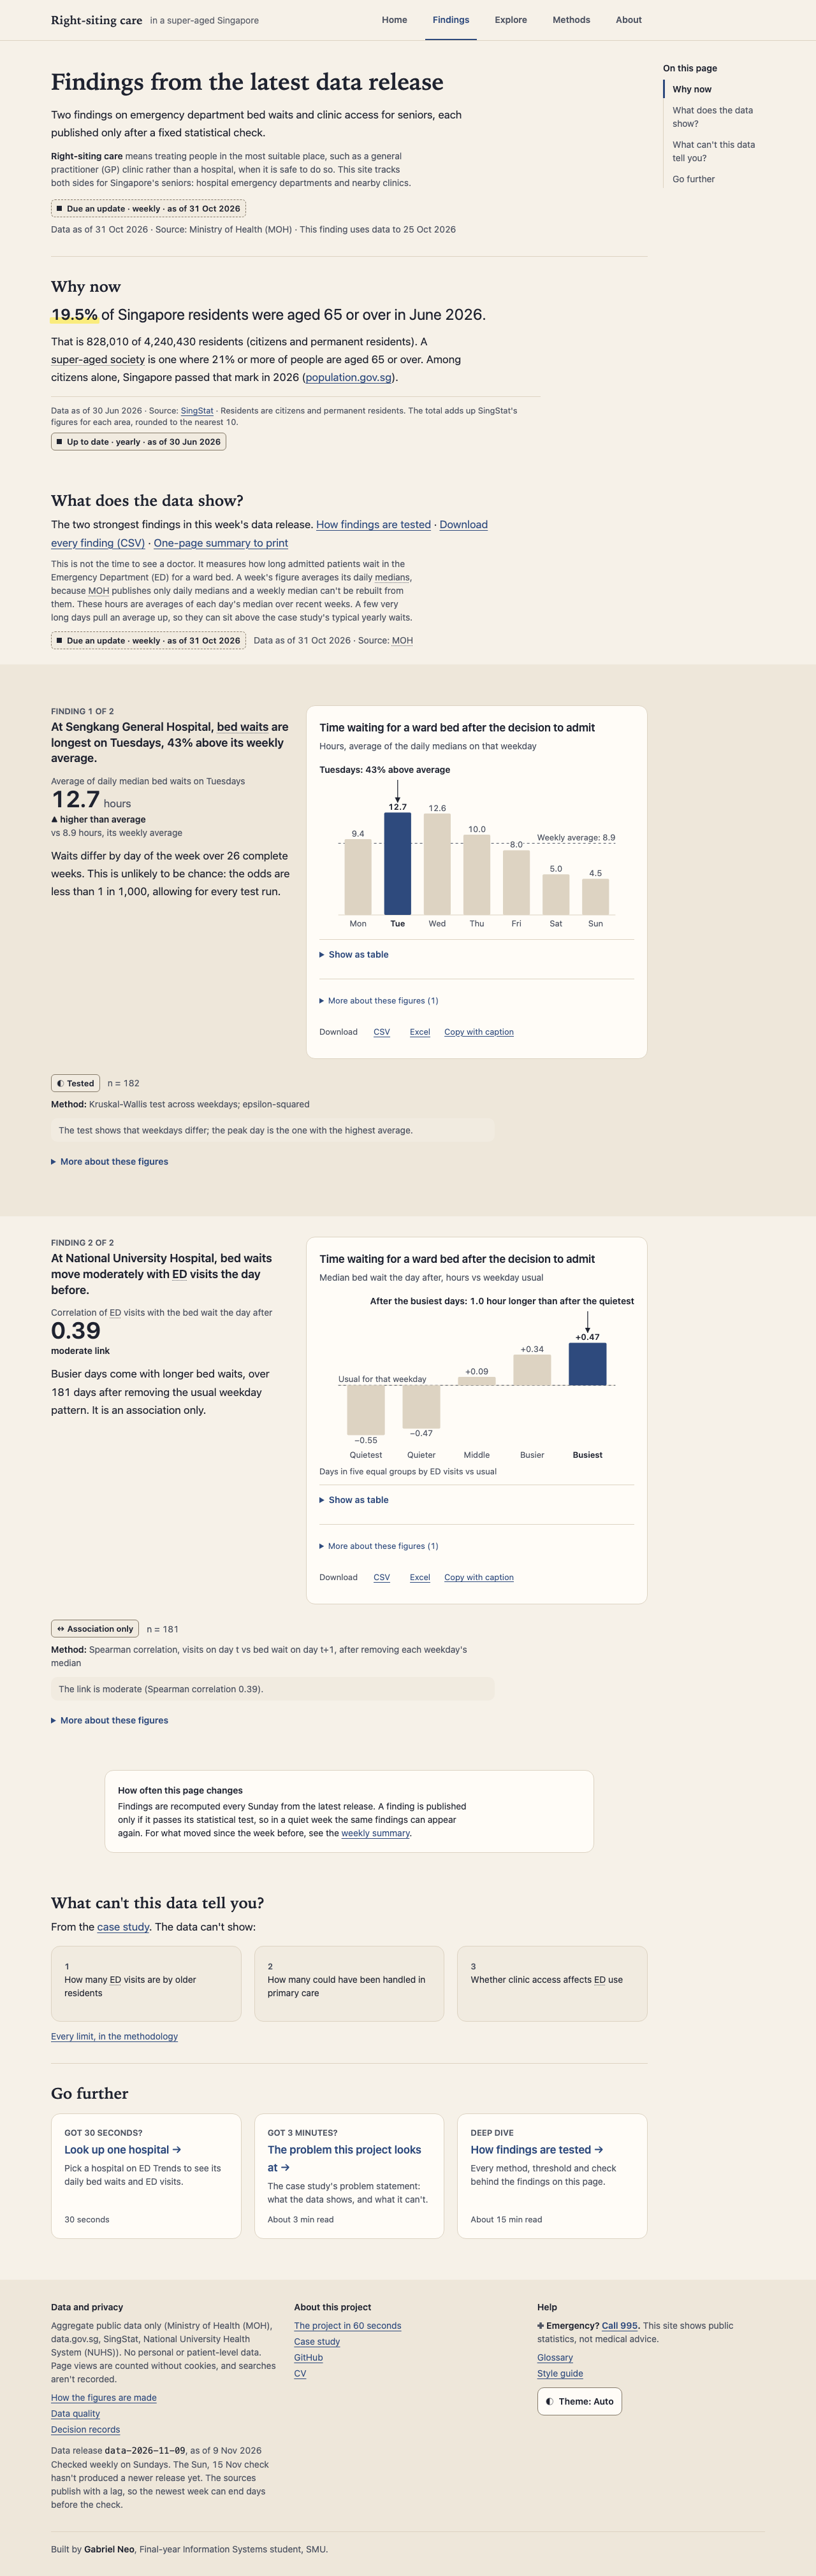 Right-siting care in a super-aged Singapore
Home Findings Explore Methods About
Findings from the latest data release
Two findings on emergency department bed waits and clinic access for seniors, each
published only after a fixed statistical check.
Right-siting care means treating people in the most suitable place, such as a general
practitioner (GP) clinic rather than a hospital, when it is safe to do so. This site tracks
both sides for Singapore's seniors: hospital emergency departments and nearby clinics.
Due an update · weekly · as of 31 Oct 2026
Data as of 31 Oct 2026 · Source: Ministry of Health (MOH) · This finding uses data to 25 Oct 2026
On this page
Why now
What does the data
show?
What can't this data
tell you?
Go further
Why now
19.5% of Singapore residents were aged 65 or over in June 2026.
That is 828,010 of 4,240,430 residents (citizens and permanent residents). A
super-aged society is one where 21% or more of people are aged 65 or over. Among
citizens alone, Singapore passed that mark in 2026 (population.gov.sg).
Data as of 30 Jun 2026 · Source: SingStat · Residents are citizens and permanent residents. The total adds up SingStat's
figures for each area, rounded to the nearest 10.
Up to date · yearly · as of 30 Jun 2026
What does the data show?
The two strongest findings in this week's data release. How findings are tested · Download
every finding (CSV) · One-page summary to print
This is not the time to see a doctor. It measures how long admitted patients wait in the
Emergency Department (ED) for a ward bed. A week's figure averages its daily medians,
because MOH publishes only daily medians and a weekly median can't be rebuilt from
them. These hours are averages of each day's median over recent weeks. A few very
long days pull an average up, so they can sit above the case study's typical yearly waits.
Due an update · weekly · as of 31 Oct 2026 Data as of 31 Oct 2026 · Source: MOH
FINDING 1 OF 2
At Sengkang General Hospital, bed waits are
longest on Tuesdays, 43% above its weekly
average.
Average of daily median bed waits on Tuesdays
12.7 hours
▲ higher than average
vs 8.9 hours, its weekly average
Waits differ by day of the week over 26 complete
weeks. This is unlikely to be chance: the odds are
less than 1 in 1,000, allowing for every test run.
Time waiting for a ward bed after the decision to admit
Hours, average of the daily medians on that weekday
Tuesdays: 43% above average
9.4 12.7 12.6 10.0 8.0 5.0 4.5
Weekly average: 8.9
Mon Tue Wed Thu Fri Sat Sun
Show as table
More about these figures (1)
Download CSV Excel Copy with caption
Tested n = 182
Method: Kruskal-Wallis test across weekdays; epsilon-squared
The test shows that weekdays differ; the peak day is the one with the highest average.
More about these figures
FINDING 2 OF 2
At National University Hospital, bed waits
move moderately with ED visits the day
before.
Correlation of ED visits with the bed wait the day after
0.39
moderate link
Busier days come with longer bed waits, over
181 days after removing the usual weekday
pattern. It is an association only.
Time waiting for a ward bed after the decision to admit
Median bed wait the day after, hours vs weekday usual
After the busiest days: 1.0 hour longer than after the quietest
Usual for that weekday
−0.55 −0.47 +0.09 +0.34 +0.47
Quietest Quieter Middle Busier Busiest
Days in five equal groups by ED visits vs usual
Show as table
More about these figures (1)
Download CSV Excel Copy with caption
↔ Association only n = 181
Method: Spearman correlation, visits on day t vs bed wait on day t+1, after removing each weekday's
median
The link is moderate (Spearman correlation 0.39).
More about these figures
How often this page changes
Findings are recomputed every Sunday from the latest release. A finding is published
only if it passes its statistical test, so in a quiet week the same findings can appear
again. For what moved since the week before, see the weekly summary.
What can't this data tell you?
From the case study. The data can't show:
1
How many ED visits are by older
residents
2
How many could have been handled in
primary care
3
Whether clinic access affects ED use
Every limit, in the methodology
Go further
GOT 30 SECONDS?
Look up one hospital →
Pick a hospital on ED Trends to see its
daily bed waits and ED visits.
30 seconds
GOT 3 MINUTES?
The problem this project looks
at →
The case study's problem statement:
what the data shows, and what it can't.
About 3 min read
DEEP DIVE
How findings are tested →
Every method, threshold and check
behind the findings on this page.
About 15 min read
Data and privacy
Aggregate public data only (Ministry of Health (MOH),
data.gov.sg, SingStat, National University Health
System (NUHS)). No personal or patient-level data.
Page views are counted without cookies, and searches
aren't recorded.
How the figures are made
Data quality
Decision records
Data release data-2026-11-09, as of 9 Nov 2026
Checked weekly on Sundays. The Sun, 15 Nov check
hasn't produced a newer release yet. The sources
publish with a lag, so the newest week can end days
before the check.
About this project
The project in 60 seconds
Case study
GitHub
CV
Help
Emergency? Call 995. This site shows public
statistics, not medical advice.
Glossary
Style guide
Theme: Auto
Built by Gabriel Neo, Final-year Information Systems student, SMU.